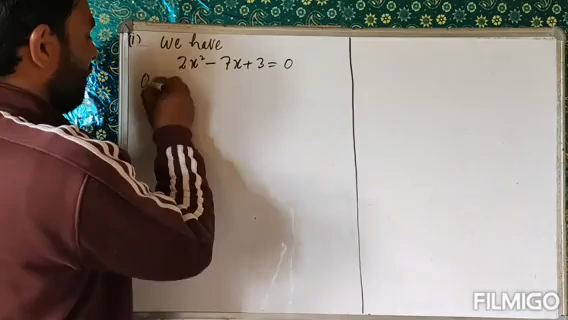 (i) We have
2x² - 7x + 3 = 0
FILMIGO